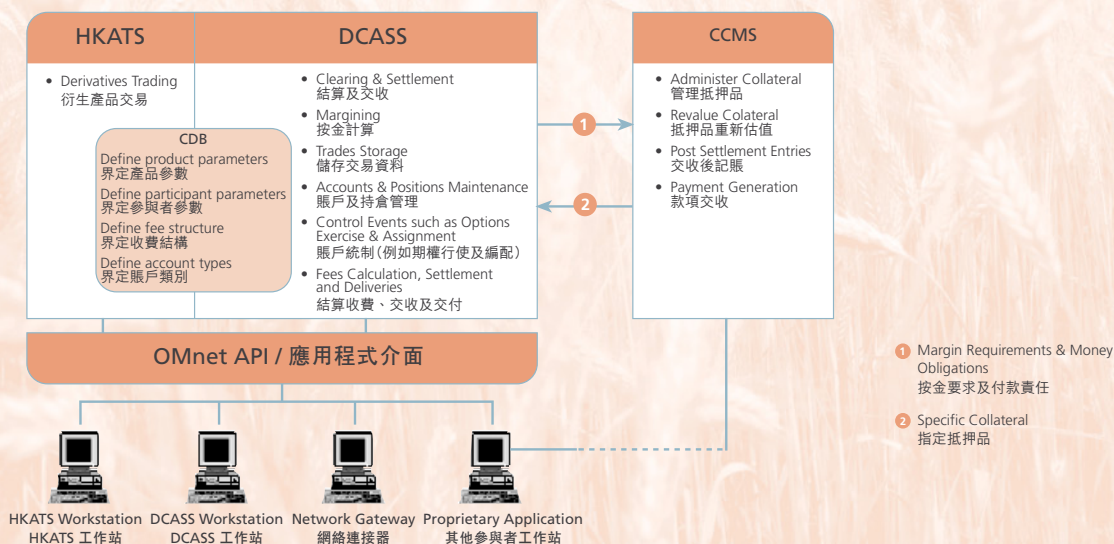 HKATS
DCASS
CCMS
• Derivatives Trading
衍生產品交易
CDB
Define product parameters
界定產品參數
Define participant parameters
界定參與者參數
Define fee structure
界定收費結構
Define account types
界定賬戶類別
• Clearing & Settlement
結算及交收
• Margining
按金計算
• Trades Storage
儲存交易資料
• Accounts & Positions Maintenance
賬戶及持倉管理
• Control Events such as Options
Exercise & Assignment
賬戶統制(例如期權行使及編配)
• Fees Calculation, Settlement
and Deliveries
結算收費、交收及交付
1
2
• Administer Collateral
管理抵押品
• Revalue Colateral
抵押品重新估值
• Post Settlement Entries
交收後記賬
• Payment Generation
款項交收
OMnet API / 應用程式介面
1 Margin Requirements & Money
Obligations
按金要求及付款責任
2 Specific Collateral
指定抵押品
HKATS Workstation
HKATS 工作站
DCASS Workstation
DCASS 工作站
Network Gateway
網絡連接器
Proprietary Application
其他參與者工作站